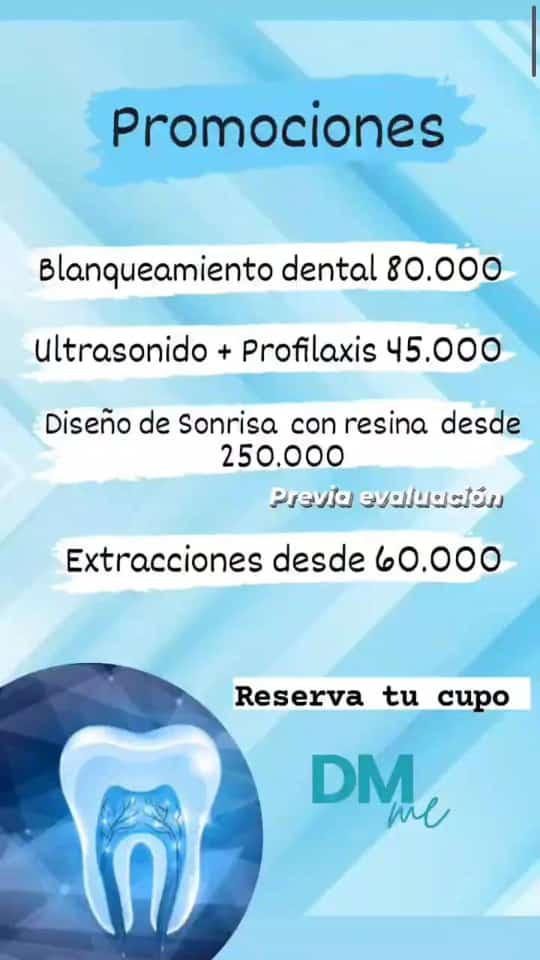 Promociones
Blanqueamiento dental 80.000
Ultrasonido + Profilaxis 45.000
Diseño de Sonrisa con resina desde
250.000
Previa evaluación
Extracciones desde 60.000
Reserva tu cupo
DM
me